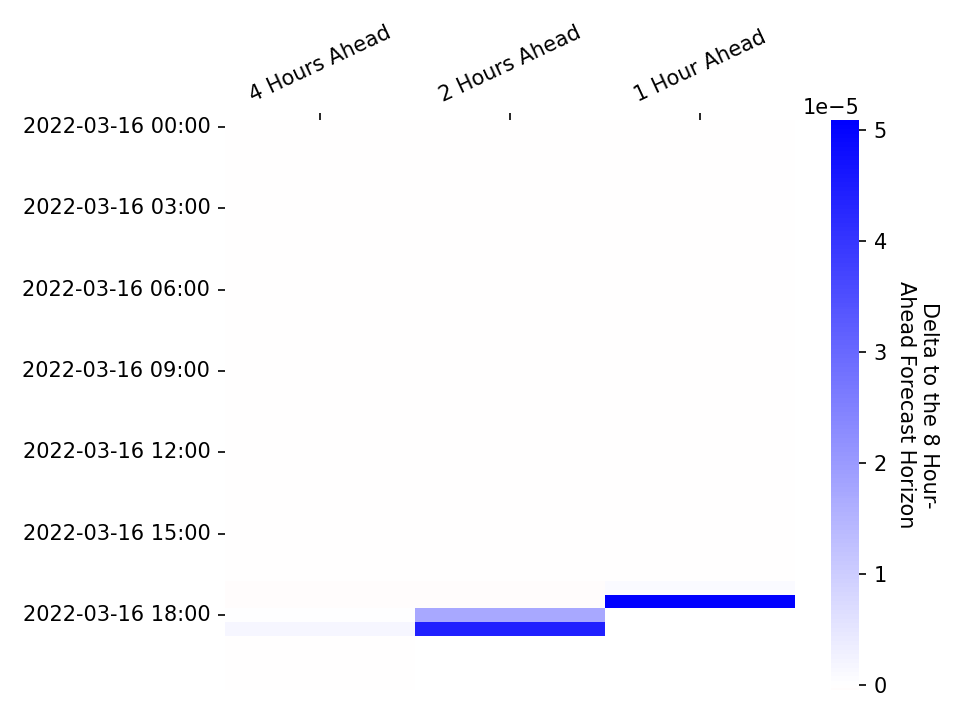 4 Hours Ahead
2 Hours Ahead
1 Hour Ahead
1e−5
2022-03-16 00:00
2022-03-16 03:00
2022-03-16 06:00
2022-03-16 09:00
2022-03-16 12:00
2022-03-16 15:00
2022-03-16 18:00
5
4
3
2
1
0
Delta to the 8 Hour-
Ahead Forecast Horizon